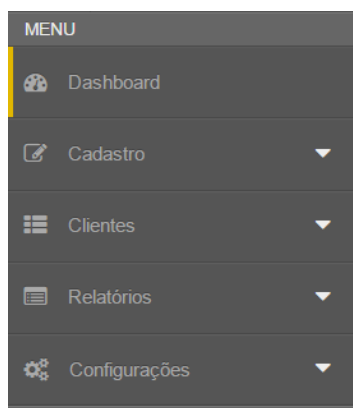 MENU
Dashboard
Cadastro
Clientes
Relatórios
Configurações